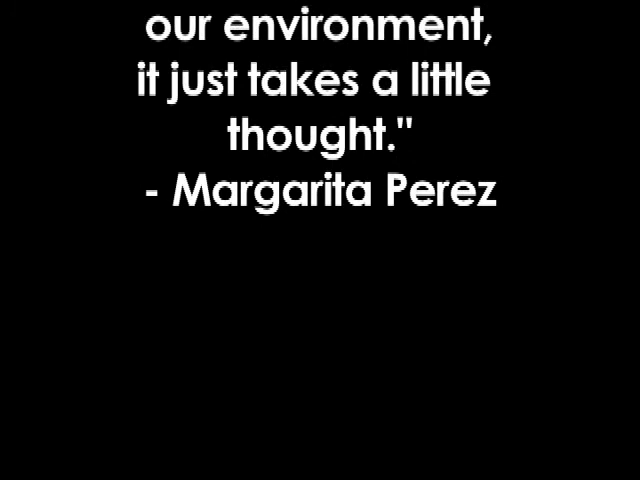 our environment,
it just takes a little
thought."
- Margarita Perez